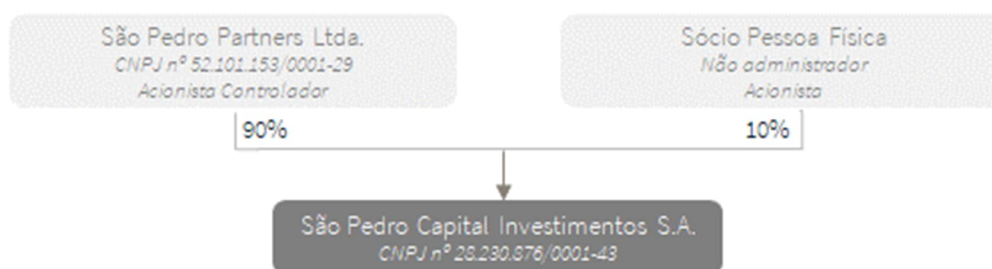 São Pedro Partners Ltda.
CNPJ nº 52.101.153/0001-29
Acionista Controlador
Sócio Pessoa Física
Não administrador
Acionista
90%
10%
São Pedro Capital Investimentos S.A.
CNPJ nº 28.230.876/0001-43